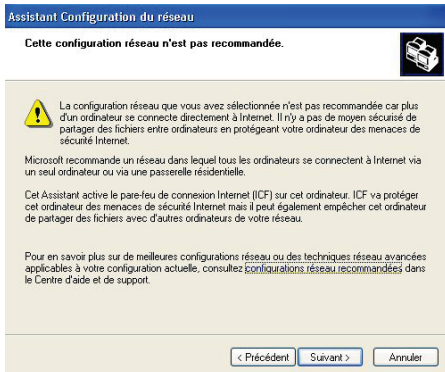 Assistant Configuration du réseau
Cette configuration réseau n'est pas recommandée.
La configuration réseau que vous avez sélectionnée n'est pas recommandée car plus
d'un ordinateur se connecte directement à Internet. Il n'y a pas de moyen sécurisé de
partager des fichiers entre ordinateurs en protégeant votre ordinateur des menaces de
sécurité Internet.
Microsoft recommande un réseau dans lequel tous les ordinateurs se connectent à Internet via
un seul ordinateur ou via une passerelle résidentielle.
Cet Assistant active le pare-feu de connexion Internet (ICF) sur cet ordinateur. ICF va protéger
cet ordinateur des menaces de sécurité Internet mais il peut également empêcher cet ordinateur
de partager des fichiers avec d'autres ordinateurs de votre réseau.
Pour en savoir plus sur de meilleures configurations réseau ou des techniques réseau avancées
applicables à votre configuration actuelle, consultez configurations réseau recommandées dans
le Centre d'aide et de support.
< Précédent Suivant > Annuler